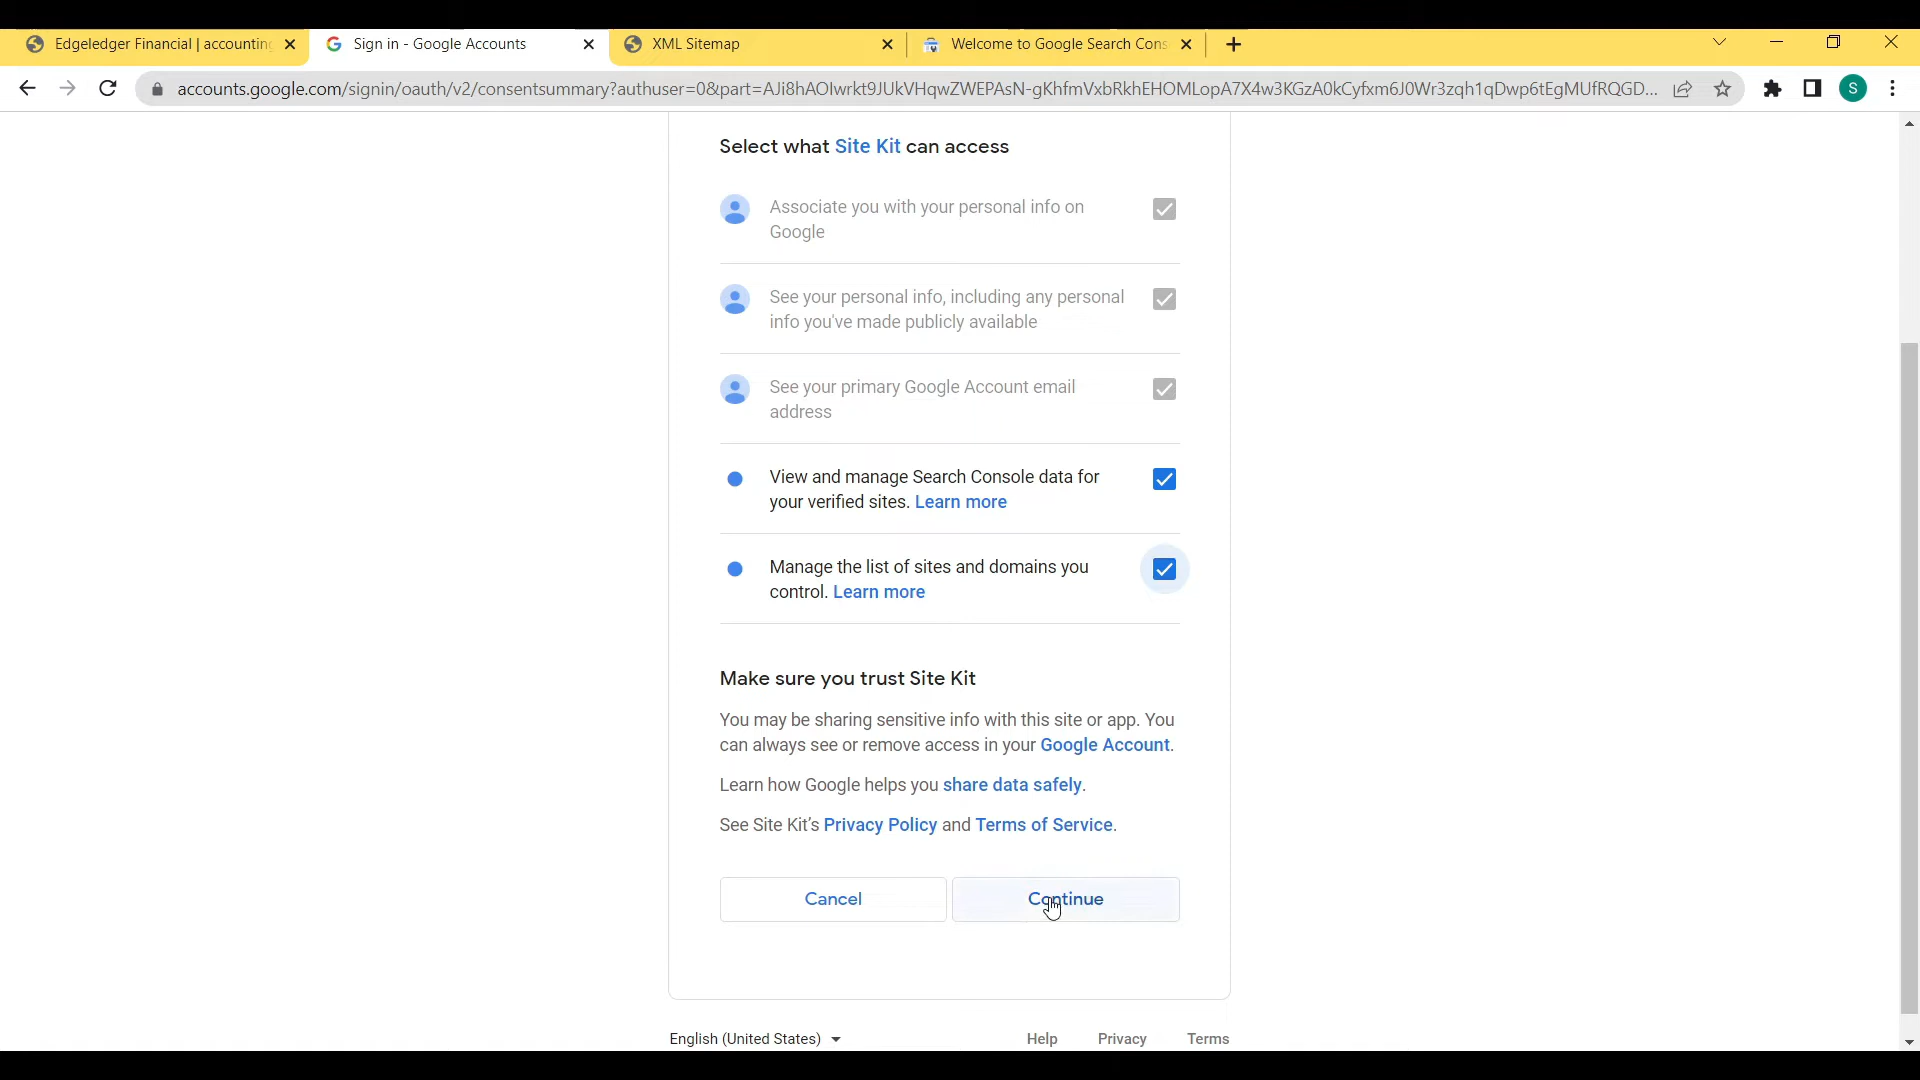 Edgeledger Financial | accounting
Sign in - Google Accounts
XML Sitemap
Welcome to Google Search Cons
accounts.google.com/signin/oauth/v2/consentsummary?authuser=0&part=AJi8hAOIwrkt9JUkVHqwZWEPAsN-gKhfmVxbRkhEHOMLopA7X4w3KGzA0kCyfxm6J0Wr3zqh1qDwp6tEgMUfRQGD...
S
Select what Site Kit can access
Associate you with your personal info on
Google
See your personal info, including any personal
info you've made publicly available
See your primary Google Account email
address
View and manage Search Console data for
your verified sites. Learn more
Manage the list of sites and domains you
control. Learn more
Make sure you trust Site Kit
You may be sharing sensitive info with this site or app. You
can always see or remove access in your Google Account.
Learn how Google helps you share data safely.
See Site Kit's Privacy Policy and Terms of Service.
Cancel
Continue
English (United States)
Help
Privacy
Terms